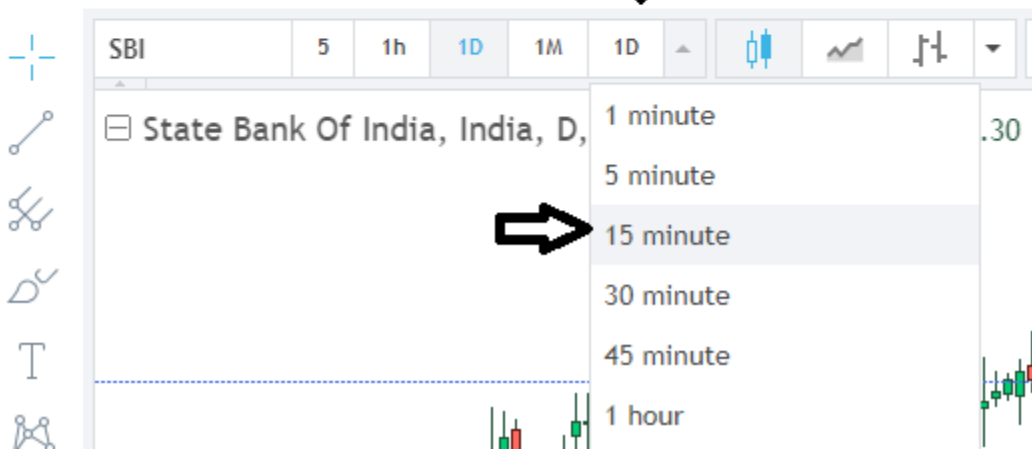 SBI 5 1h 1D 1M 1D
State Bank Of India, India, D, .30
1 minute
5 minute
15 minute
30 minute
45 minute
1 hour
T